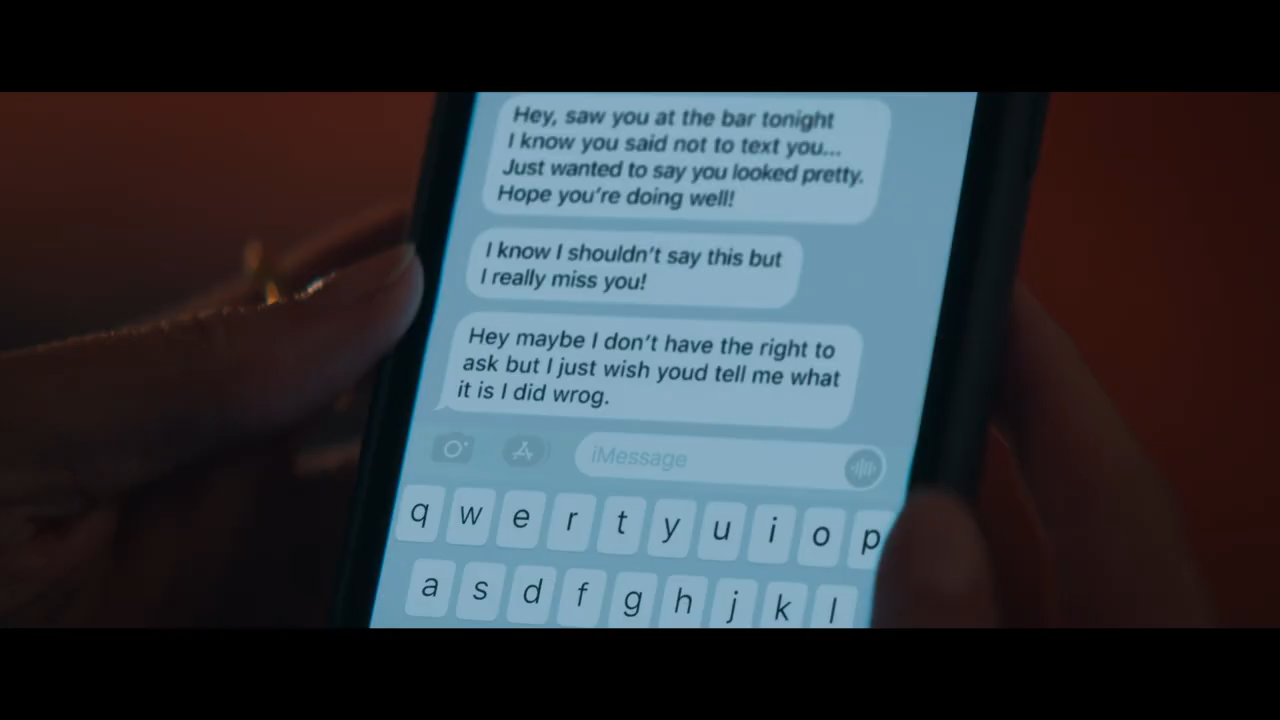 Hey, saw you at the bar tonight
I know you said not to text you...
Just wanted to say you looked pretty.
Hope you're doing well!
I know I shouldn't say this but
I really miss you!
Hey maybe I don't have the right to
ask but I just wish youd tell me what
it is I did wrog.
iMessage
q w e r t y u i o p
a s d f g h j k l